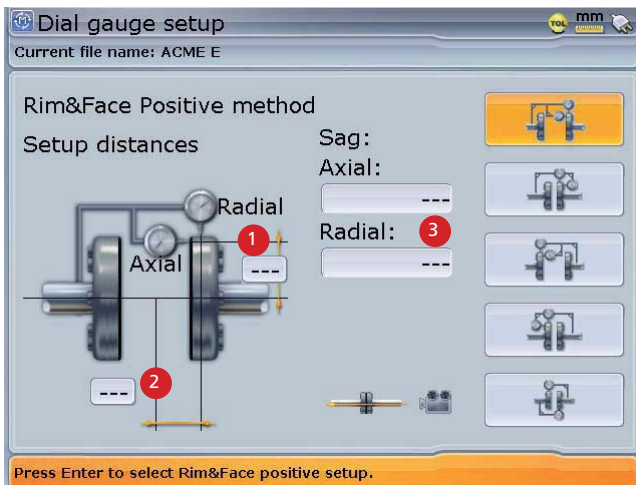 Dial gauge setup
TOL mm
Current file name: ACME E
Rim&Face Positive method
Setup distances
Sag:
Axial:
---
Radial:
3
---
Radial
1
Axial
---
2
---
Press Enter to select Rim&Face positive setup.